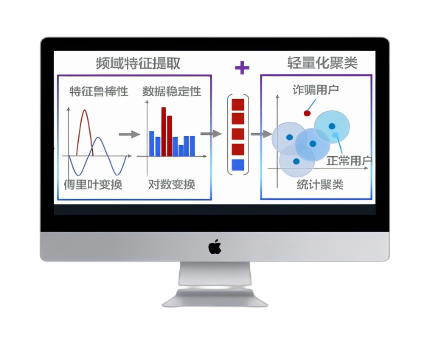 频域特征提取
+
轻量化聚类
特征鲁棒性
数据稳定性
傅里叶变换
对数变换
诈骗用户
正常用户
统计聚类